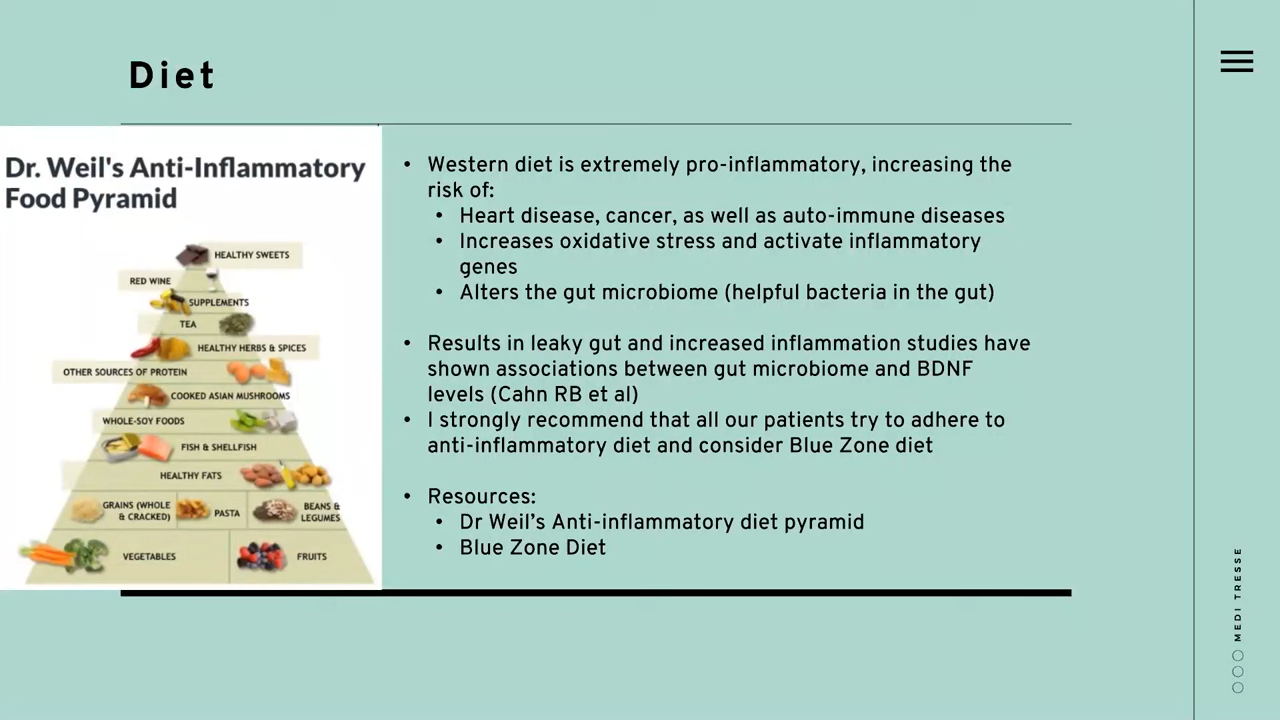 Diet
Dr. Weil's Anti-Inflammatory
Food Pyramid
HEALTHY SWEETS
RED WINE
SUPPLEMENTS
TEA
HEALTHY HERBS & SPICES
OTHER SOURCES OF PROTEIN
COOKED ASIAN MUSHROOMS
WHOLE-SOY FOODS
FISH & SHELLFISH
HEALTHY FATS
GRAINS (WHOLE
& CRACKED)
PASTA
BEANS &
LEGUMES
VEGETABLES
FRUITS
• Western diet is extremely pro-inflammatory, increasing the
risk of:
• Heart disease, cancer, as well as auto-immune diseases
• Increases oxidative stress and activate inflammatory
genes
• Alters the gut microbiome (helpful bacteria in the gut)
• Results in leaky gut and increased inflammation studies have
shown associations between gut microbiome and BDNF
levels (Cahn RB et al)
• I strongly recommend that all our patients try to adhere to
anti-inflammatory diet and consider Blue Zone diet
• Resources:
• Dr Weil’s Anti-inflammatory diet pyramid
• Blue Zone Diet
MEDI TRESSE